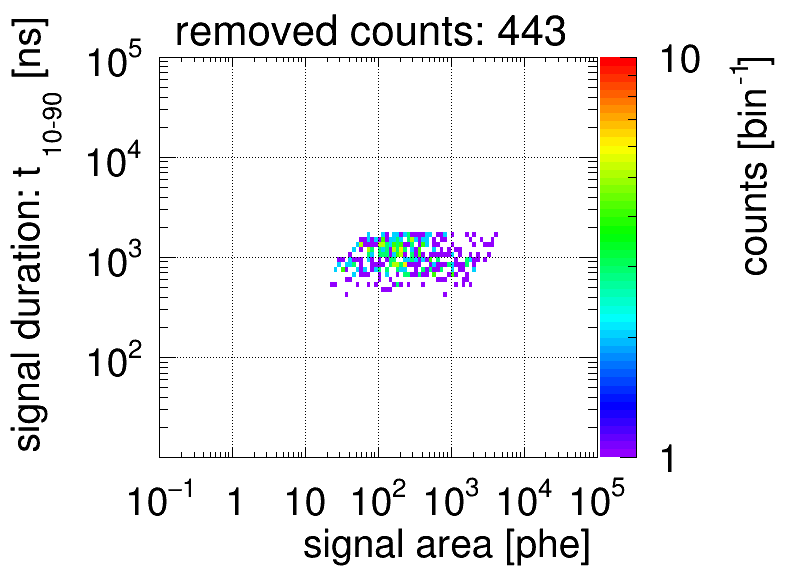 removed counts: 443
signal duration: t 10-90 [ns]
10^5
10^4
10^3
10^2
10^−1 1 10 10^2 10^3 10^4 10^5
signal area [phe]
10
1
counts [bin^-1]